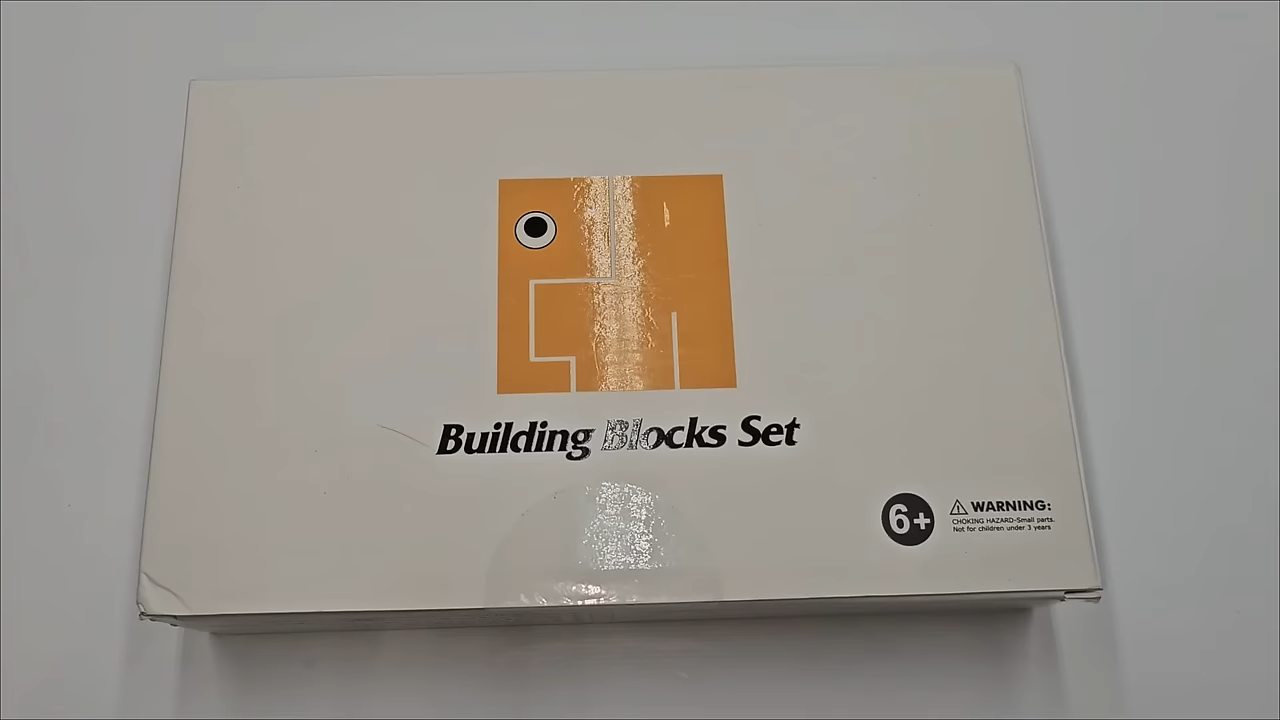 Building Blocks Set
6+
WARNING:
CHOKING HAZARD-Small parts.
Not for children under 3 years